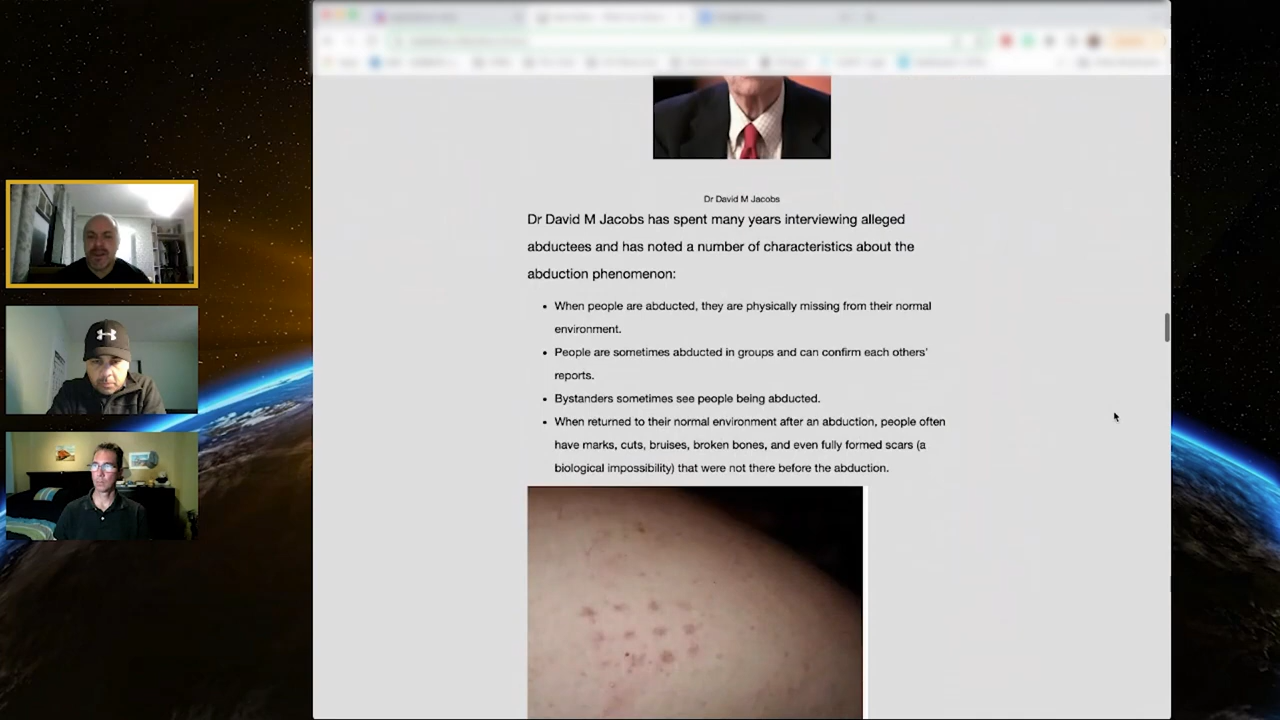 Dr David M Jacobs
Dr David M Jacobs has spent many years interviewing alleged
abductees and has noted a number of characteristics about the
abduction phenomenon:
• When people are abducted, they are physically missing from their normal
environment.
• People are sometimes abducted in groups and can confirm each others'
reports.
• Bystanders sometimes see people being abducted.
• When returned to their normal environment after an abduction, people often
have marks, cuts, bruises, broken bones, and even fully formed scars (a
biological impossibility) that were not there before the abduction.